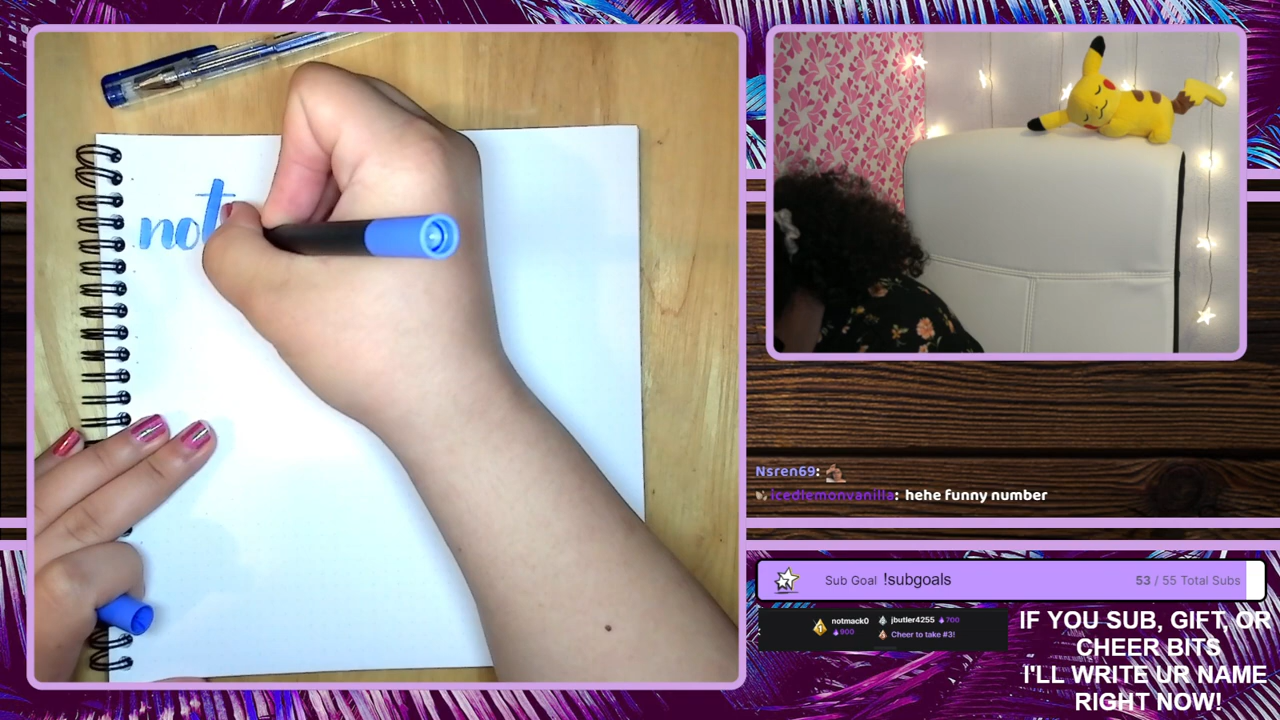 not
Nsren69:
icedlemonvanilla: hehe funny number
Sub Goal !subgoals 53 / 55 Total Subs
1 notmack0 900
jbutler4255 700
Cheer to take #3!
IF YOU SUB, GIFT, OR
CHEER BITS
I'LL WRITE UR NAME
RIGHT NOW!